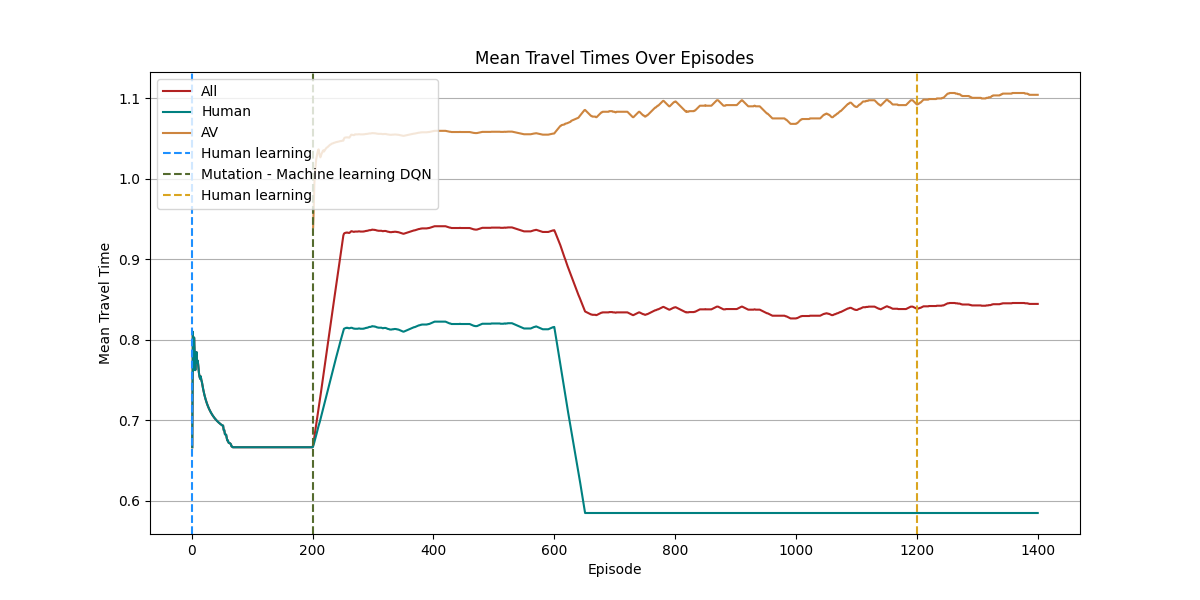 Mean Travel Times Over Episodes
All
Human
AV
Human learning
Mutation - Machine learning DQN
Human learning
1.1
1.0
0.9
0.8
0.7
0.6
Mean Travel Time
0 200 400 600 800 1000 1200 1400
Episode